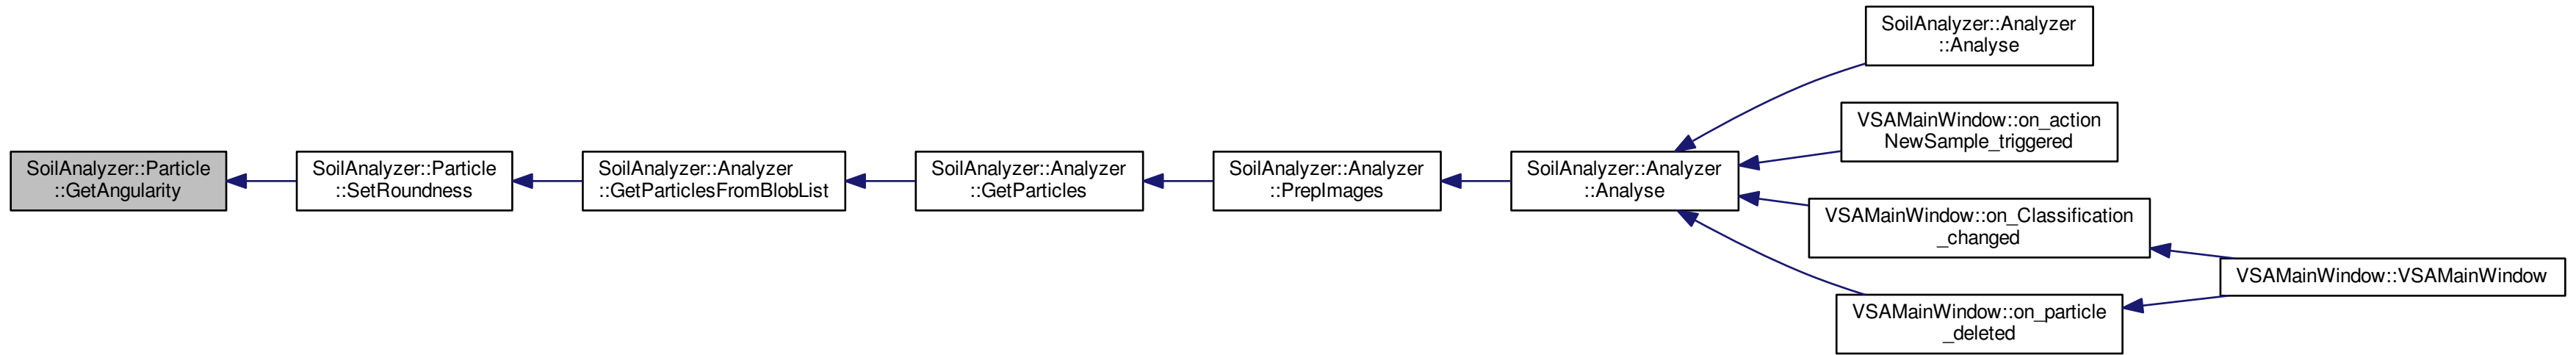 SoilAnalyzer::Particle
::GetAngularity
SoilAnalyzer::Particle
::SetRoundness
SoilAnalyzer::Analyzer
::GetParticlesFromBlobList
SoilAnalyzer::Analyzer
::GetParticles
SoilAnalyzer::Analyzer
::PrepImages
SoilAnalyzer::Analyzer
::Analyse
SoilAnalyzer::Analyzer
::Analyse
VSAMainWindow::on_action
NewSample_triggered
VSAMainWindow::on_Classification
_changed
VSAMainWindow::on_particle
_deleted
VSAMainWindow::VSAMainWindow